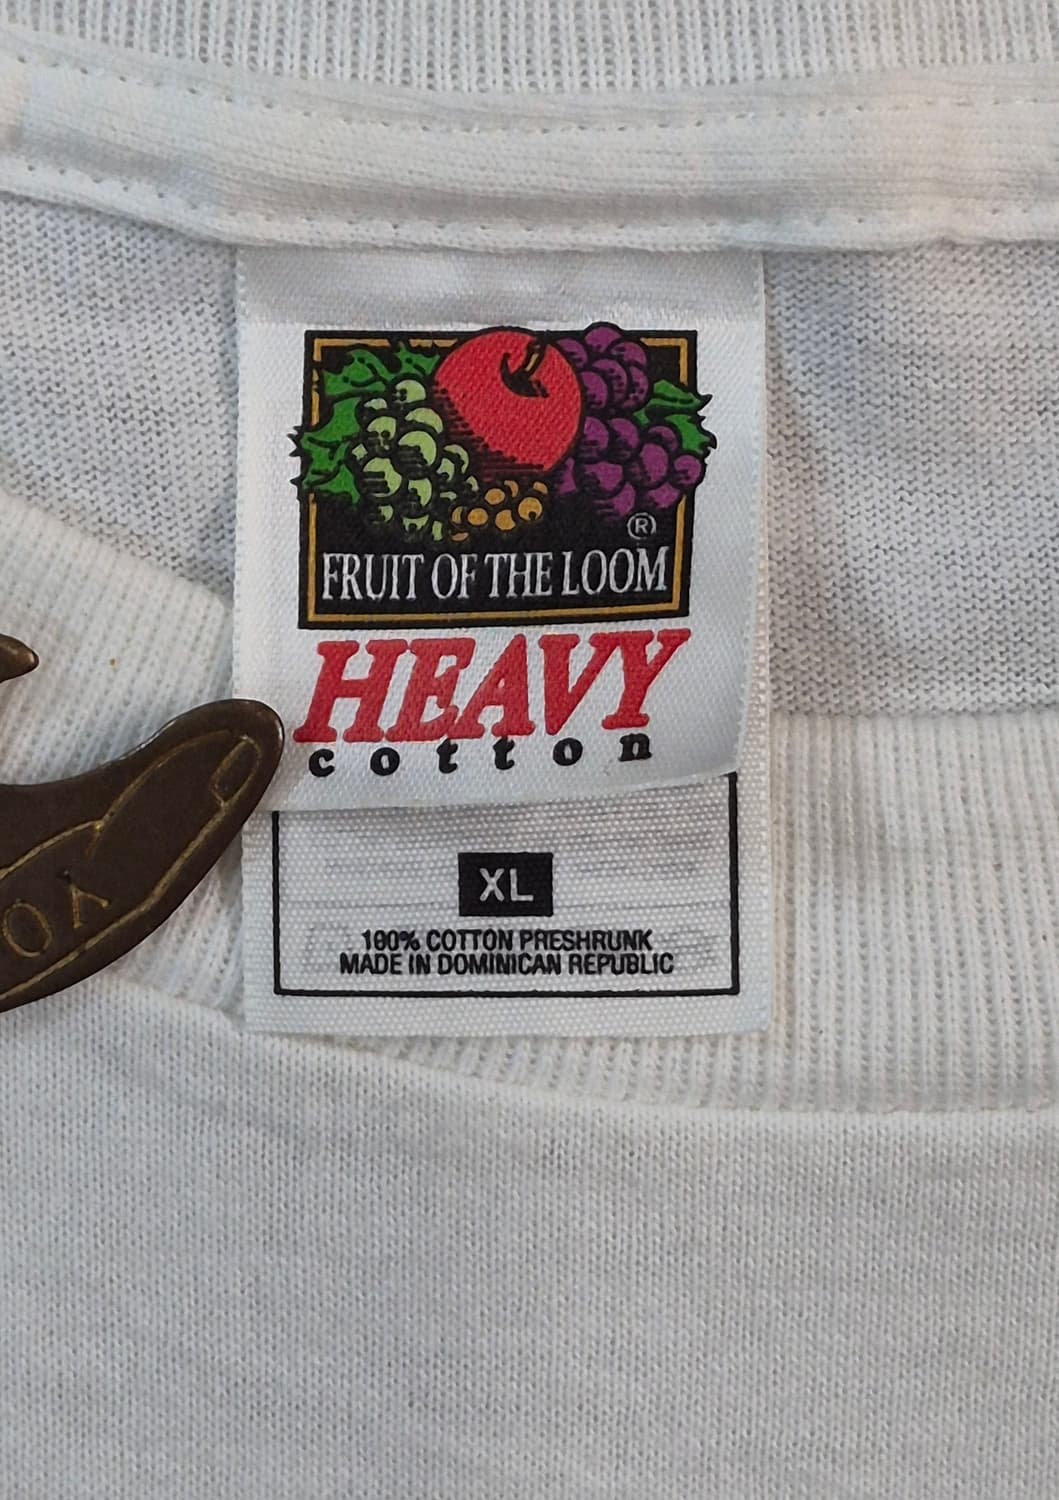 ®
FRUIT OF THE LOOM
HEAVY
cotton
XL
100% COTTON PRESHRUNK
MADE IN DOMINICAN REPUBLIC